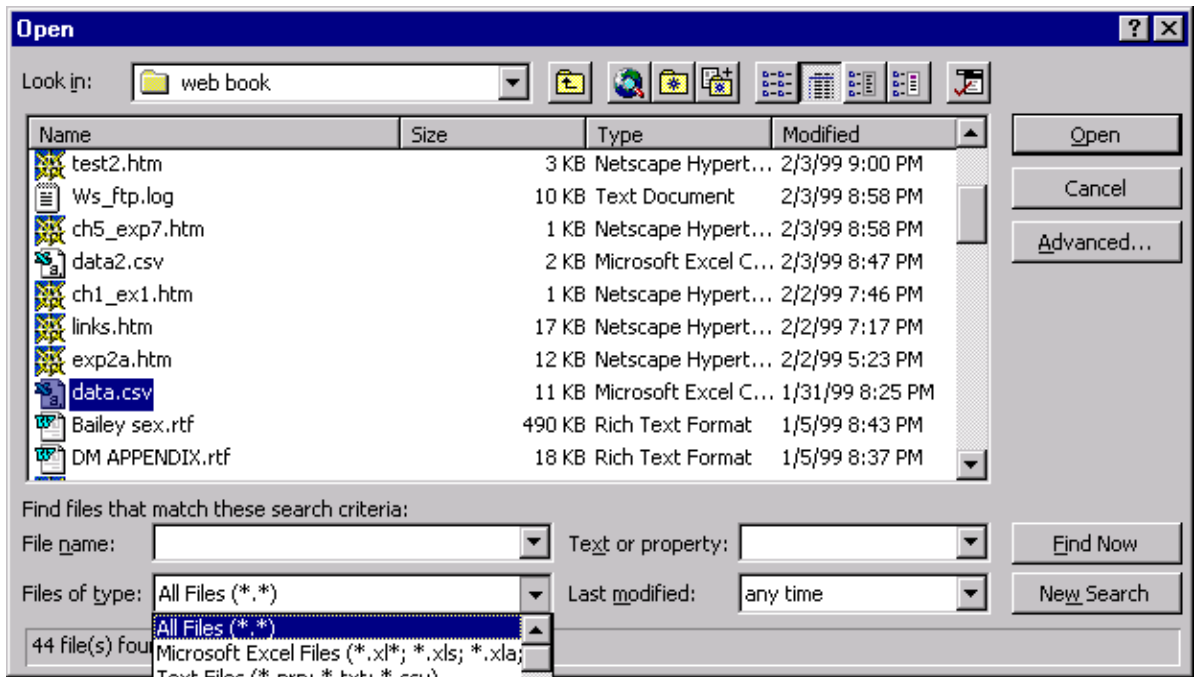 Open
Look in: web book
Name Size Type Modified
test2.htm 3 KB Netscape Hypert... 2/3/99 9:00 PM
Ws_ftp.log 10 KB Text Document 2/3/99 8:58 PM
ch5_exp7.htm 1 KB Netscape Hypert... 2/3/99 8:58 PM
data2.csv 2 KB Microsoft Excel C... 2/3/99 8:47 PM
ch1_ex1.htm 1 KB Netscape Hypert... 2/2/99 7:46 PM
links.htm 17 KB Netscape Hypert... 2/2/99 7:17 PM
exp2a.htm 12 KB Netscape Hypert... 2/2/99 5:23 PM
data.csv 11 KB Microsoft Excel C... 1/31/99 8:25 PM
Bailey sex.rtf 490 KB Rich Text Format 1/5/99 8:43 PM
DM APPENDIX.rtf 18 KB Rich Text Format 1/5/99 8:37 PM
Open
Cancel
Advanced...
Find files that match these search criteria:
File name: Text or property: Find Now
Files of type: All Files (*.*) Last modified: any time New Search
All Files (*.*)
44 file(s) fou
Microsoft Excel Files (*.xl*; *.xls; *.xla;
Text Files (*.prn; *.txt; *.csv)